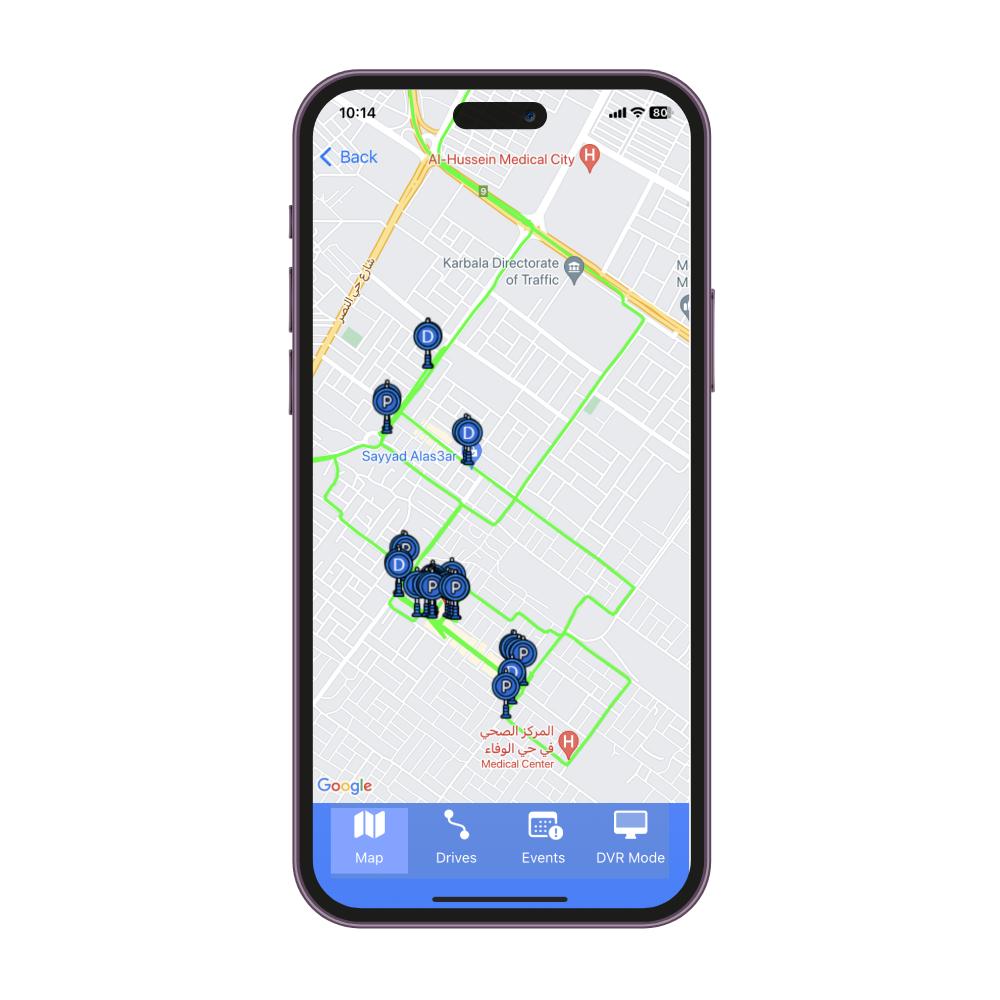 10:14
80
Back
Al-Hussein Medical City
H
9
Karbala Directorate
of Traffic
M
M
شارع حي النصر
D
P
D
Sayyad Alas3ar
D
P
P
P
D
P
المركز الصحي
في حي الوفاء
Medical Center
H
Google
Map
Drives
Events
DVR Mode